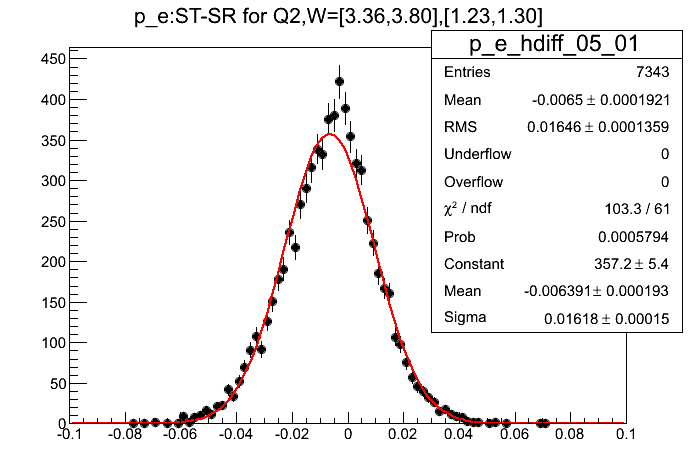 p_e:ST-SR for Q2,W=[3.36,3.80],[1.23,1.30]
p_e_hdiff_05_01
Entries 7343
Mean -0.0065 ± 0.0001921
RMS 0.01646 ± 0.0001359
Underflow 0
Overflow 0
χ² / ndf 103.3 / 61
Prob 0.0005794
Constant 357.2 ± 5.4
Mean -0.006391 ± 0.000193
Sigma 0.01618 ± 0.00015
450
400
350
300
250
200
150
100
50
0
-0.1 -0.08 -0.06 -0.04 -0.02 0 0.02 0.04 0.06 0.08 0.1